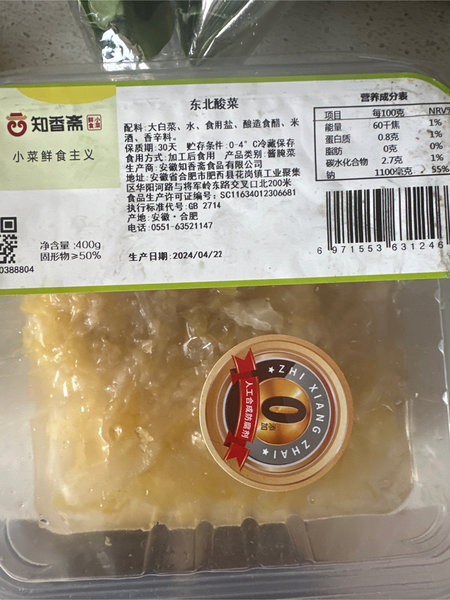 东北酸菜
知香斋
鲜小
食盒
小菜鲜食主义
配料: 大白菜、水、食用盐、酿造食醋、米
酒、香辛料。
保质期: 30天 贮存条件: 0-4°C冷藏保存
食用方式: 加工后食用 产品类别: 酱腌菜
生产商: 安徽知香斋食品有限公司
地址: 安徽省合肥市肥西县花岗镇工业聚集
区华阳河路与将军岭东路交叉口北200米
食品生产许可证编号: SC11634012306681
执行标准代号: GB 2714
产地: 安徽·合肥
电话: 0551-63521147
净含量: 400g
固形物≥50%
生产日期: 2024/04/22
0388804
营养成分表
项目 每100克 NRV%
能量 60千焦 1%
蛋白质 0.8克 1%
脂肪 0克 0%
碳水化合物 2.7克 1%
钠 1100毫克 55%
6 971553 631246
ZHI XIANG ZHAI
0
添加
人工合成防腐剂